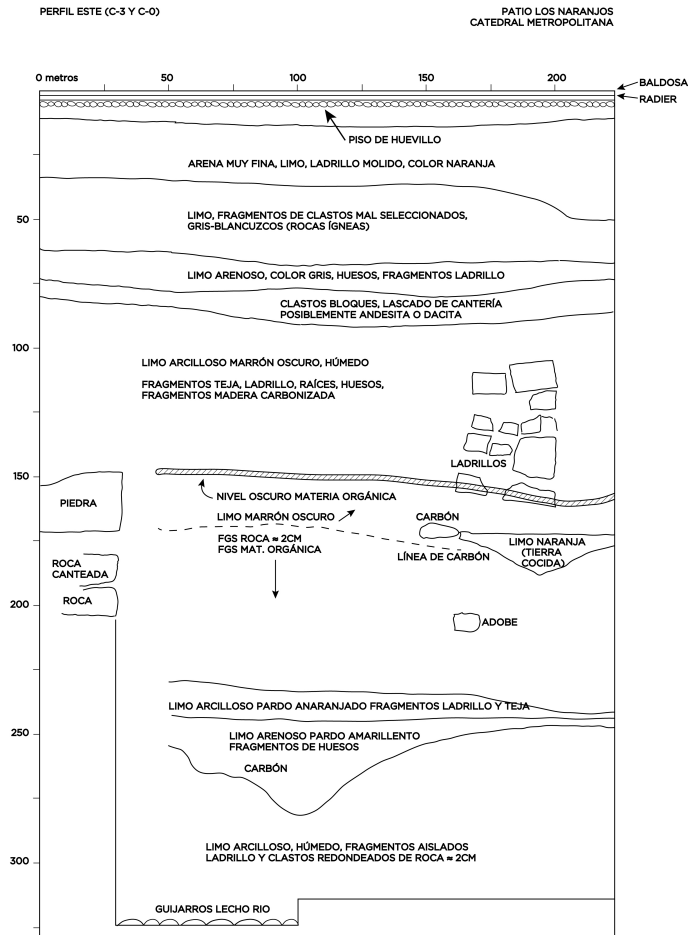 PERFIL ESTE (C-3 Y C-0)
PATIO LOS NARANJOS
CATEDRAL METROPOLITANA
0 metros
50
100
150
200
BALDOSA
RADIER
PISO DE HUEVILLO
ARENA MUY FINA, LIMO, LADRILLO MOLIDO, COLOR NARANJA
LIMO, FRAGMENTOS DE CLASTOS MAL SELECCIONADOS,
GRIS-BLANCUZCOS (ROCAS ÍGNEAS)
50
LIMO ARENOSO, COLOR GRIS, HUESOS, FRAGMENTOS LADRILLO
CLASTOS BLOQUES, LASCADO DE CANTERÍA
POSIBLEMENTE ANDESITA O DACITA
100
LIMO ARCILLOSO MARRÓN OSCURO, HÚMEDO
FRAGMENTOS TEJA, LADRILLO, RAÍCES, HUESOS,
FRAGMENTOS MADERA CARBONIZADA
LADRILLOS
150
PIEDRA
NIVEL OSCURO MATERIA ORGÁNICA
LIMO MARRÓN OSCURO
CARBÓN
FGS ROCA ≈ 2CM
FGS MAT. ORGÁNICA
LÍNEA DE CARBÓN
LIMO NARANJA
(TIERRA
COCIDA)
ROCA
CANTEADA
ROCA
200
ADOBE
LIMO ARCILLOSO PARDO ANARANJADO FRAGMENTOS LADRILLO Y TEJA
250
LIMO ARENOSO PARDO AMARILLENTO
FRAGMENTOS DE HUESOS
CARBÓN
LIMO ARCILLOSO, HÚMEDO, FRAGMENTOS AISLADOS
LADRILLO Y CLASTOS REDONDEADOS DE ROCA ≈ 2CM
300
GUIJARROS LECHO RIO